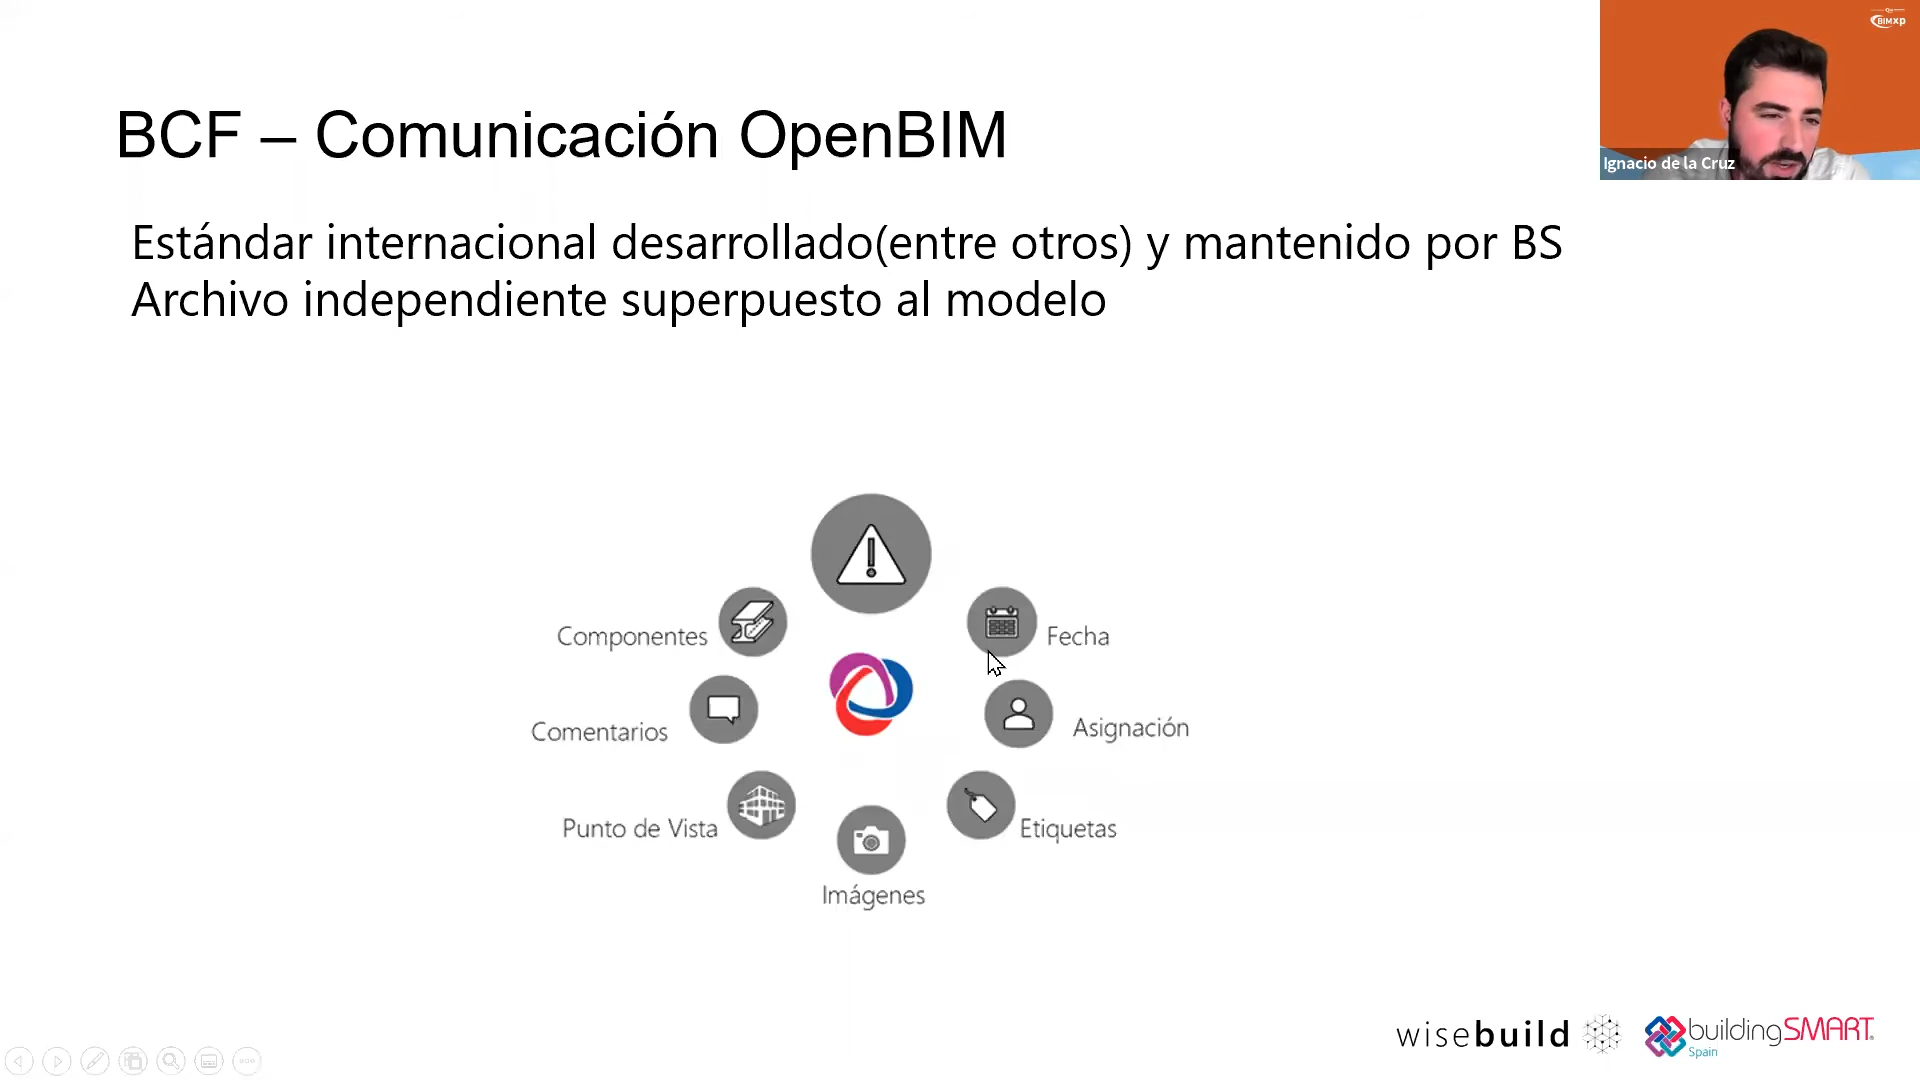 BIMxp
BCF – Comunicación OpenBIM
Ignacio de la Cruz
Estándar internacional desarrollado(entre otros) y mantenido por BS
Archivo independiente superpuesto al modelo
Componentes
Fecha
Comentarios
Asignación
Punto de Vista
Etiquetas
Imágenes
wisebuild
buildingSMART®
Spain